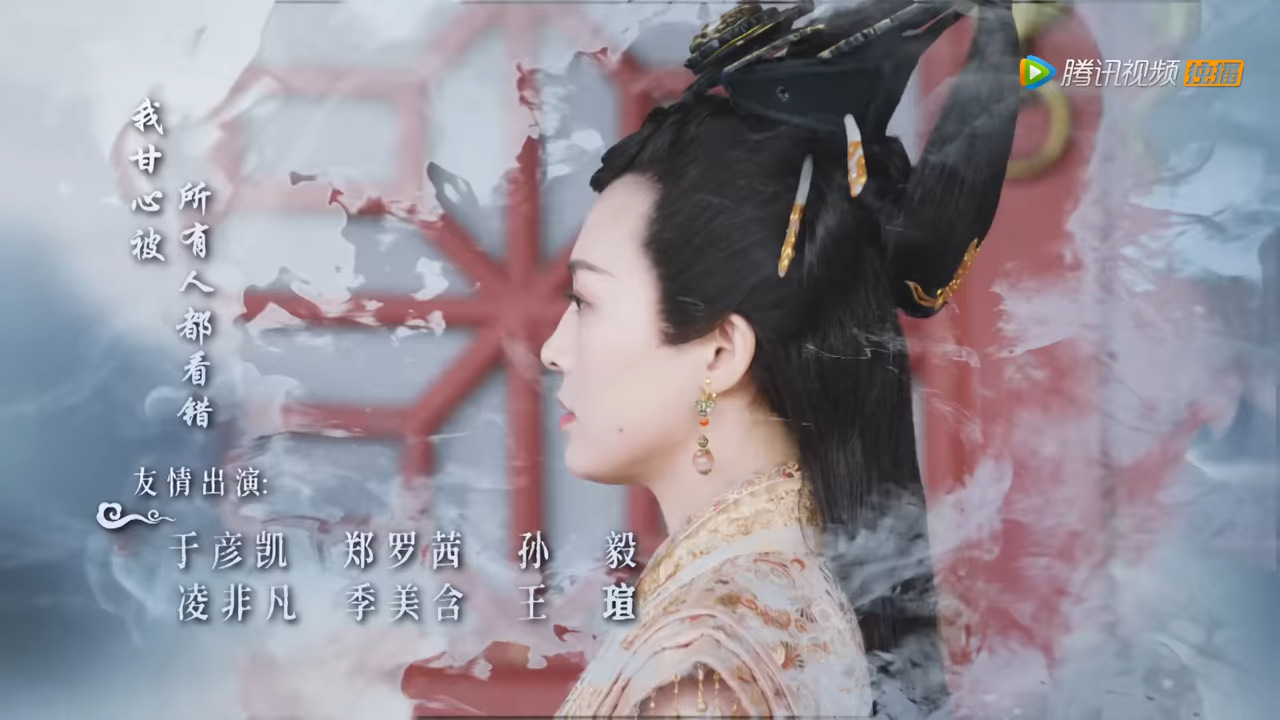 腾讯视频 独播
我甘心被
所有人都看错
友情出演:
于彦凯 郑罗茜 孙毅
凌非凡 季美含 王瑄